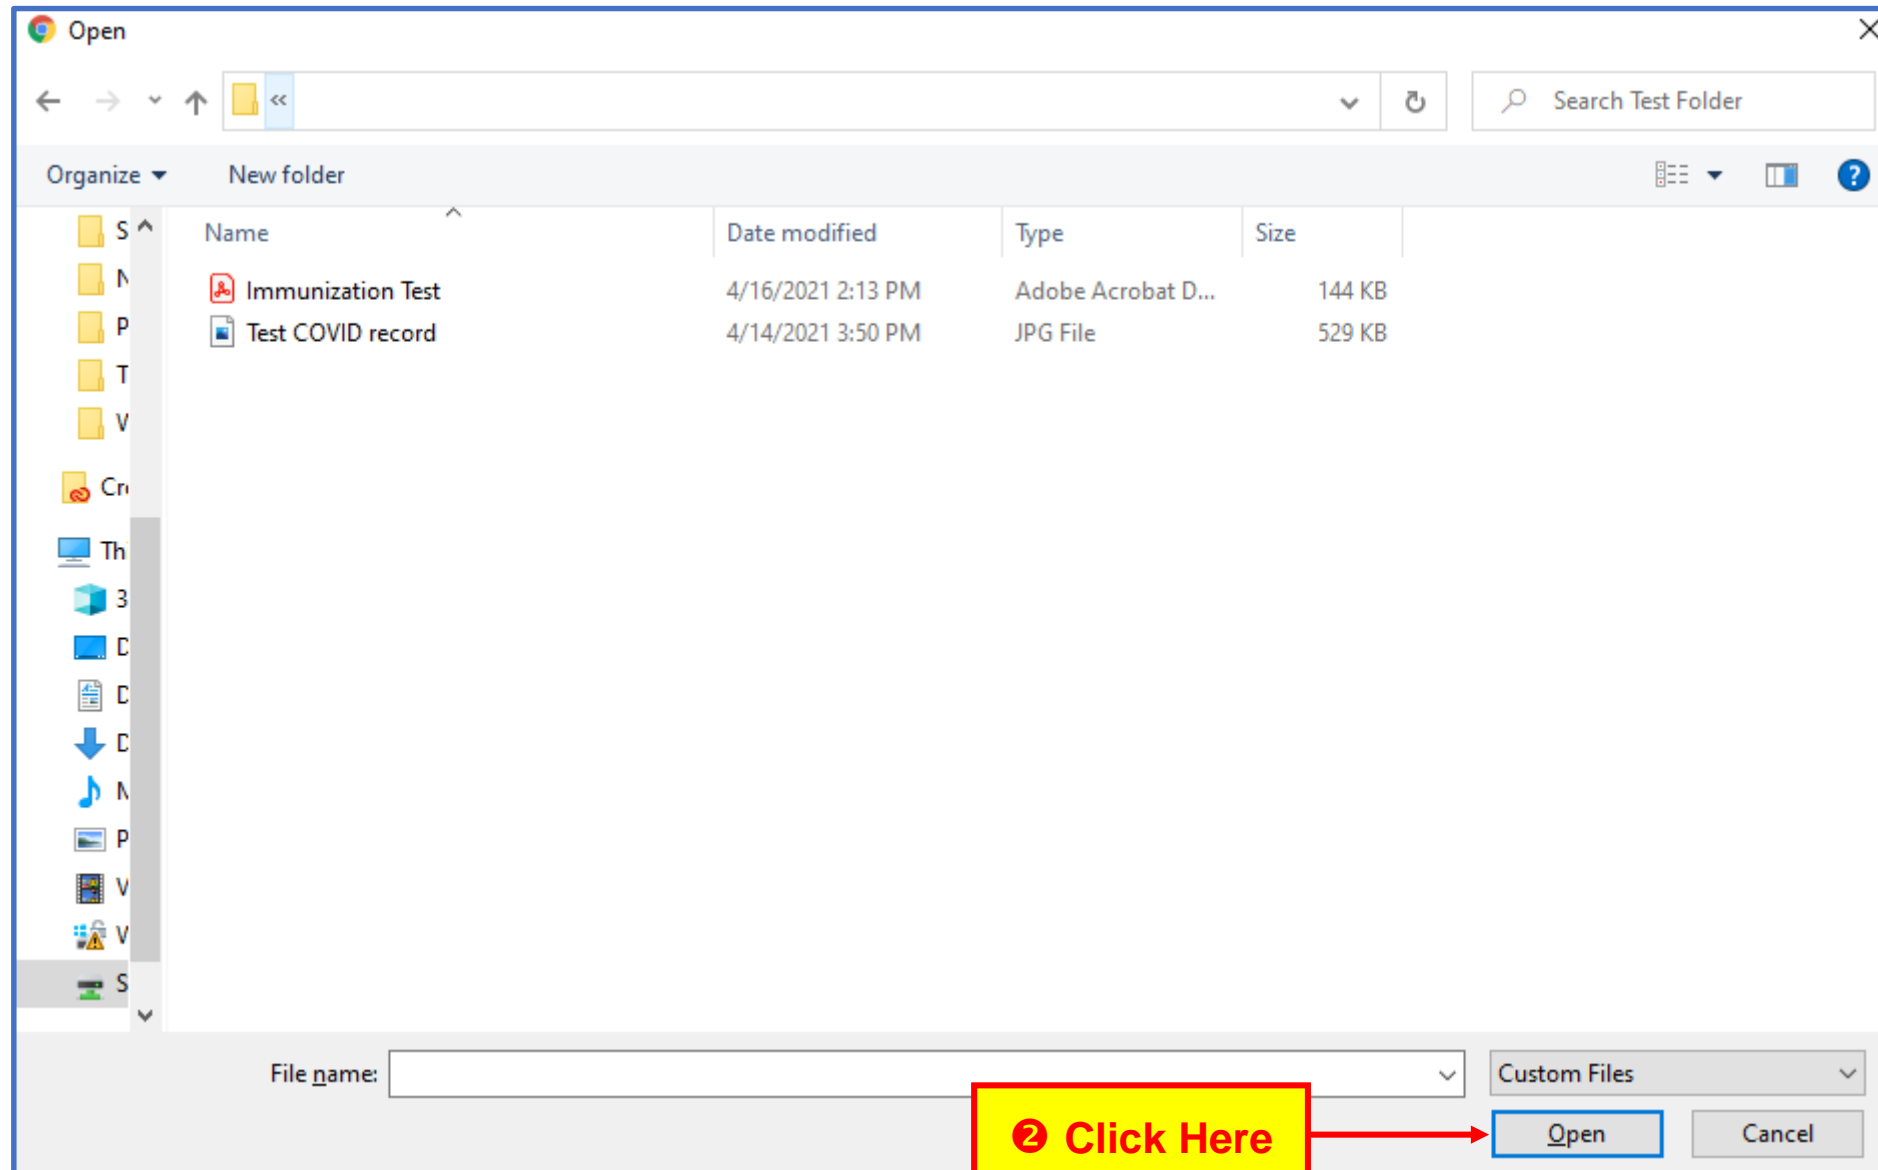 Open
«
Search Test Folder
Organize
New folder
Name Date modified Type Size
Immunization Test 4/16/2021 2:13 PM Adobe Acrobat D... 144 KB
Test COVID record 4/14/2021 3:50 PM JPG File 529 KB
S
N
P
T
Th
3
D
D
D
P
V
S
File name:
Custom Files
❷ Click Here
Open
Cancel